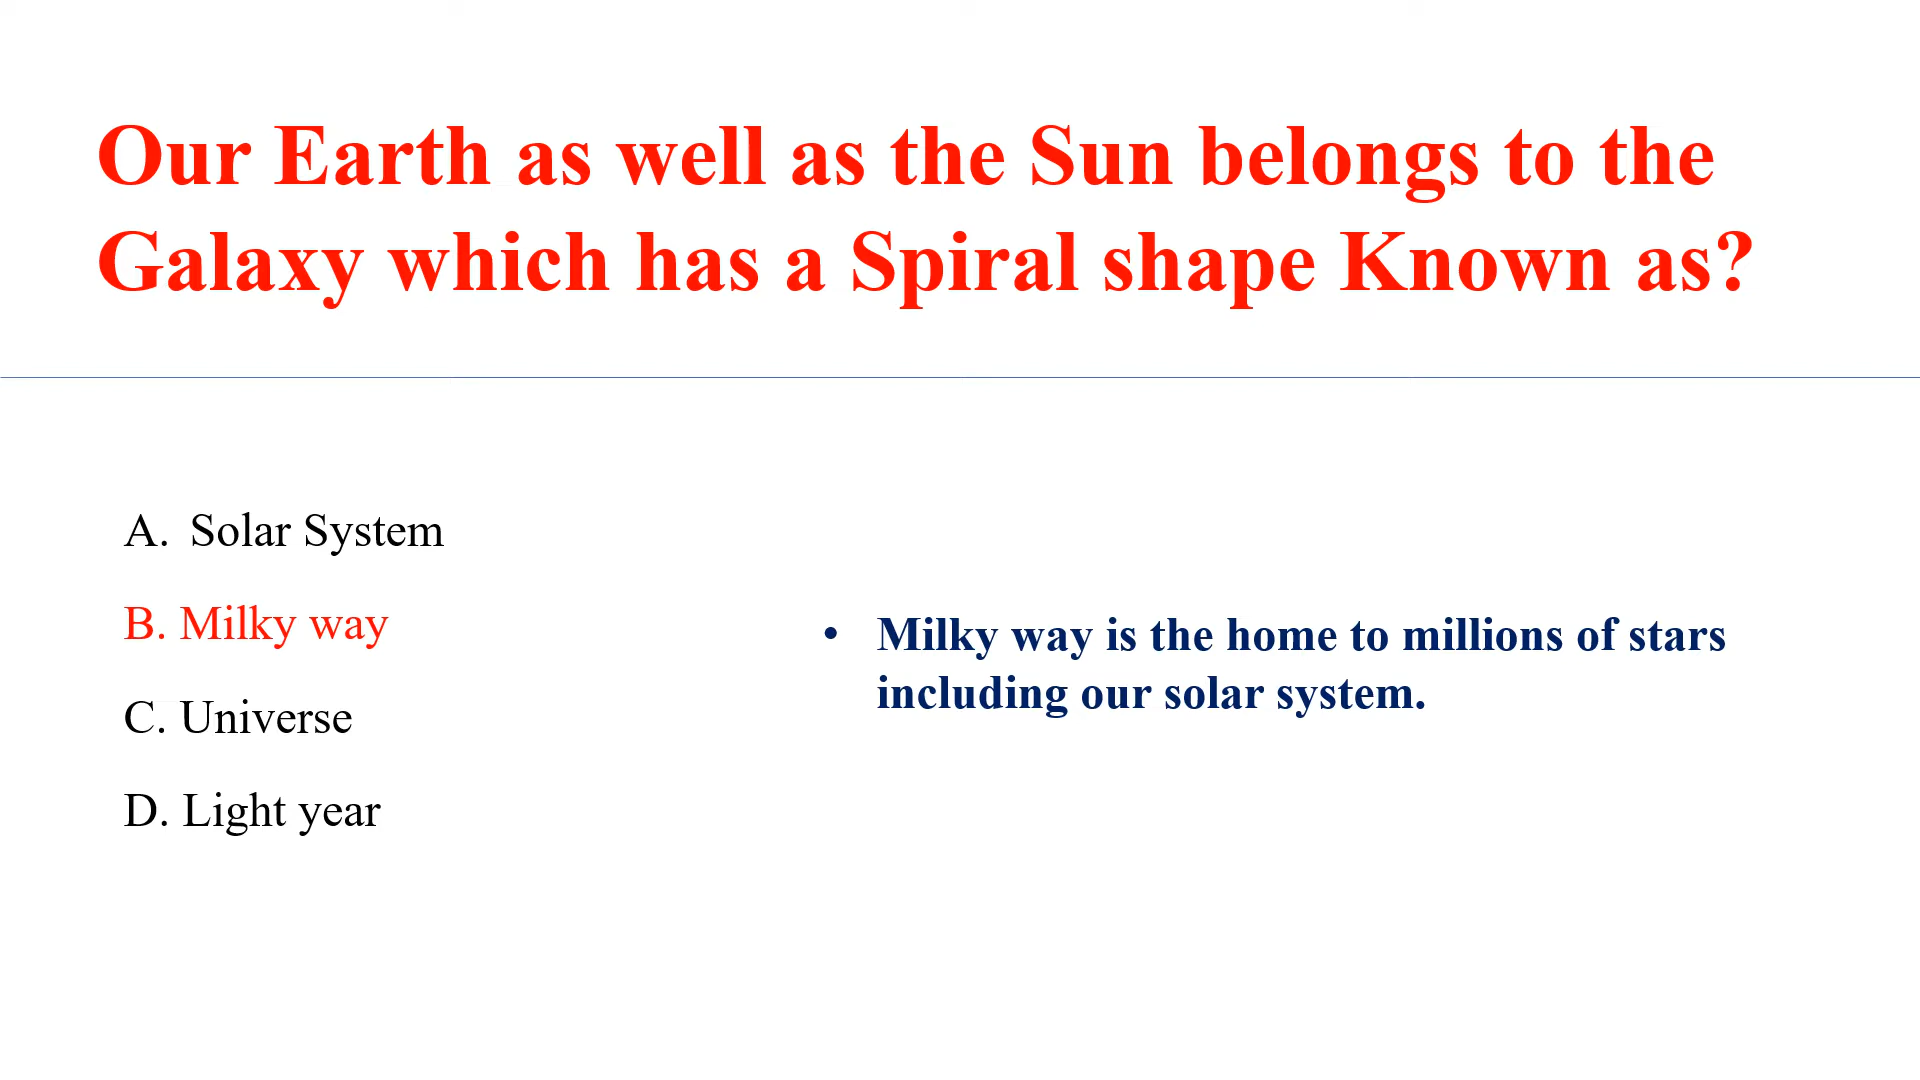 Our Earth as well as the Sun belongs to the
Galaxy which has a Spiral shape Known as?
A. Solar System
B. Milky way
C. Universe
D. Light year
• Milky way is the home to millions of stars
including our solar system.